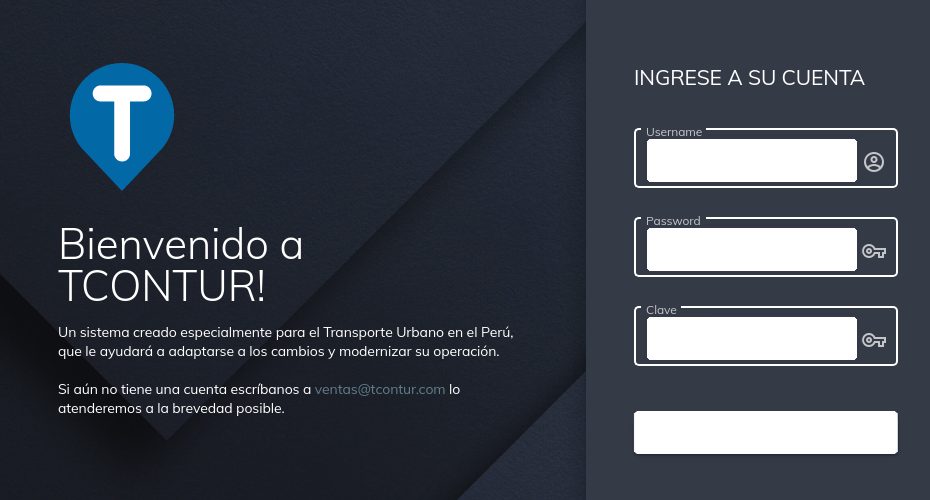 T
Bienvenido a
TCONTUR!
Un sistema creado especialmente para el Transporte Urbano en el Perú,
que le ayudará a adaptarse a los cambios y modernizar su operación.
Si aún no tiene una cuenta escríbanos a ventas@tcontur.com lo
atenderemos a la brevedad posible.
INGRESE A SU CUENTA
Username
Password
Clave